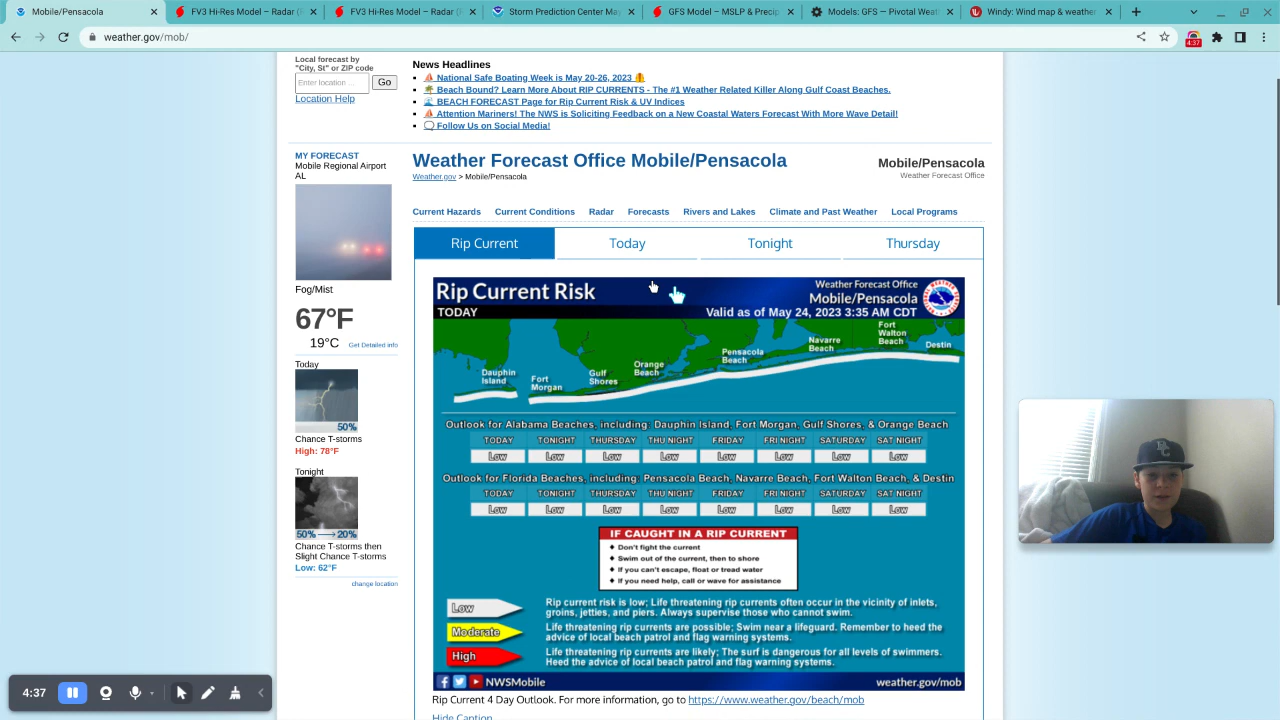 Mobile/Pensacola
FV3 Hi-Res Model – Radar (
Storm Prediction Center May
GFS Model – MSLP & Precip
Models: GFS — Pivotal Weat
Windy: Wind map & weather
weather.gov/mob/
4:37
Local forecast by
"City, St" or ZIP code
Enter location ...
Go
Location Help
News Headlines
National Safe Boating Week is May 20-26, 2023
Beach Bound? Learn More About RIP CURRENTS - The #1 Weather Related Killer Along Gulf Coast Beaches.
BEACH FORECAST Page for Rip Current Risk & UV Indices
Attention Mariners! The NWS is Soliciting Feedback on a New Coastal Waters Forecast With More Wave Detail!
Follow Us on Social Media!
MY FORECAST
Mobile Regional Airport
AL
Fog/Mist
67°F
19°C
Get Detailed info
Today
50%
Chance T-storms
High: 78°F
Tonight
50% 20%
Chance T-storms then
Slight Chance T-storms
Low: 62°F
change location
Weather Forecast Office Mobile/Pensacola
Weather.gov > Mobile/Pensacola
Mobile/Pensacola
Weather Forecast Office
Current Hazards Current Conditions Radar Forecasts Rivers and Lakes Climate and Past Weather Local Programs
Rip Current Today Tonight Thursday
Rip Current Risk
Weather Forecast Office
Mobile/Pensacola
TODAY
Valid as of May 24, 2023 3:35 AM CDT
Dauphin
Island
Fort
Morgan
Gulf
Shores
Orange
Beach
Pensacola
Beach
Navarre
Beach
Fort
Walton
Beach
Destin
Outlook for Alabama Beaches, including: Dauphin Island, Fort Morgan, Gulf Shores, & Orange Beach
TODAY TONIGHT THURSDAY THU NIGHT FRIDAY FRI NIGHT SATURDAY SAT NIGHT
Low Low Low Low Low Low Low Low
Outlook for Florida Beaches, including: Pensacola Beach, Navarre Beach, Fort Walton Beach, & Destin
TODAY TONIGHT THURSDAY THU NIGHT FRIDAY FRI NIGHT SATURDAY SAT NIGHT
Low Low Low Low Low Low Low Low
IF CAUGHT IN A RIP CURRENT
Don't fight the current
Swim out of the current, then to shore
If you can't escape, float or tread water
If you need help, call or wave for assistance
Low
Rip current risk is low; Life threatening rip currents often occur in the vicinity of inlets,
groins, jetties, and piers. Always supervise those who cannot swim.
Moderate
Life threatening rip currents are possible; Swim near a lifeguard. Remember to heed the
advice of local beach patrol and flag warning systems.
High
Life threatening rip currents are likely; The surf is dangerous for all levels of swimmers.
Heed the advice of local beach patrol and flag warning systems.
NWSMobile
weather.gov/mob
Rip Current 4 Day Outlook. For more information, go to https://www.weather.gov/beach/mob
Hide Caption
4:37